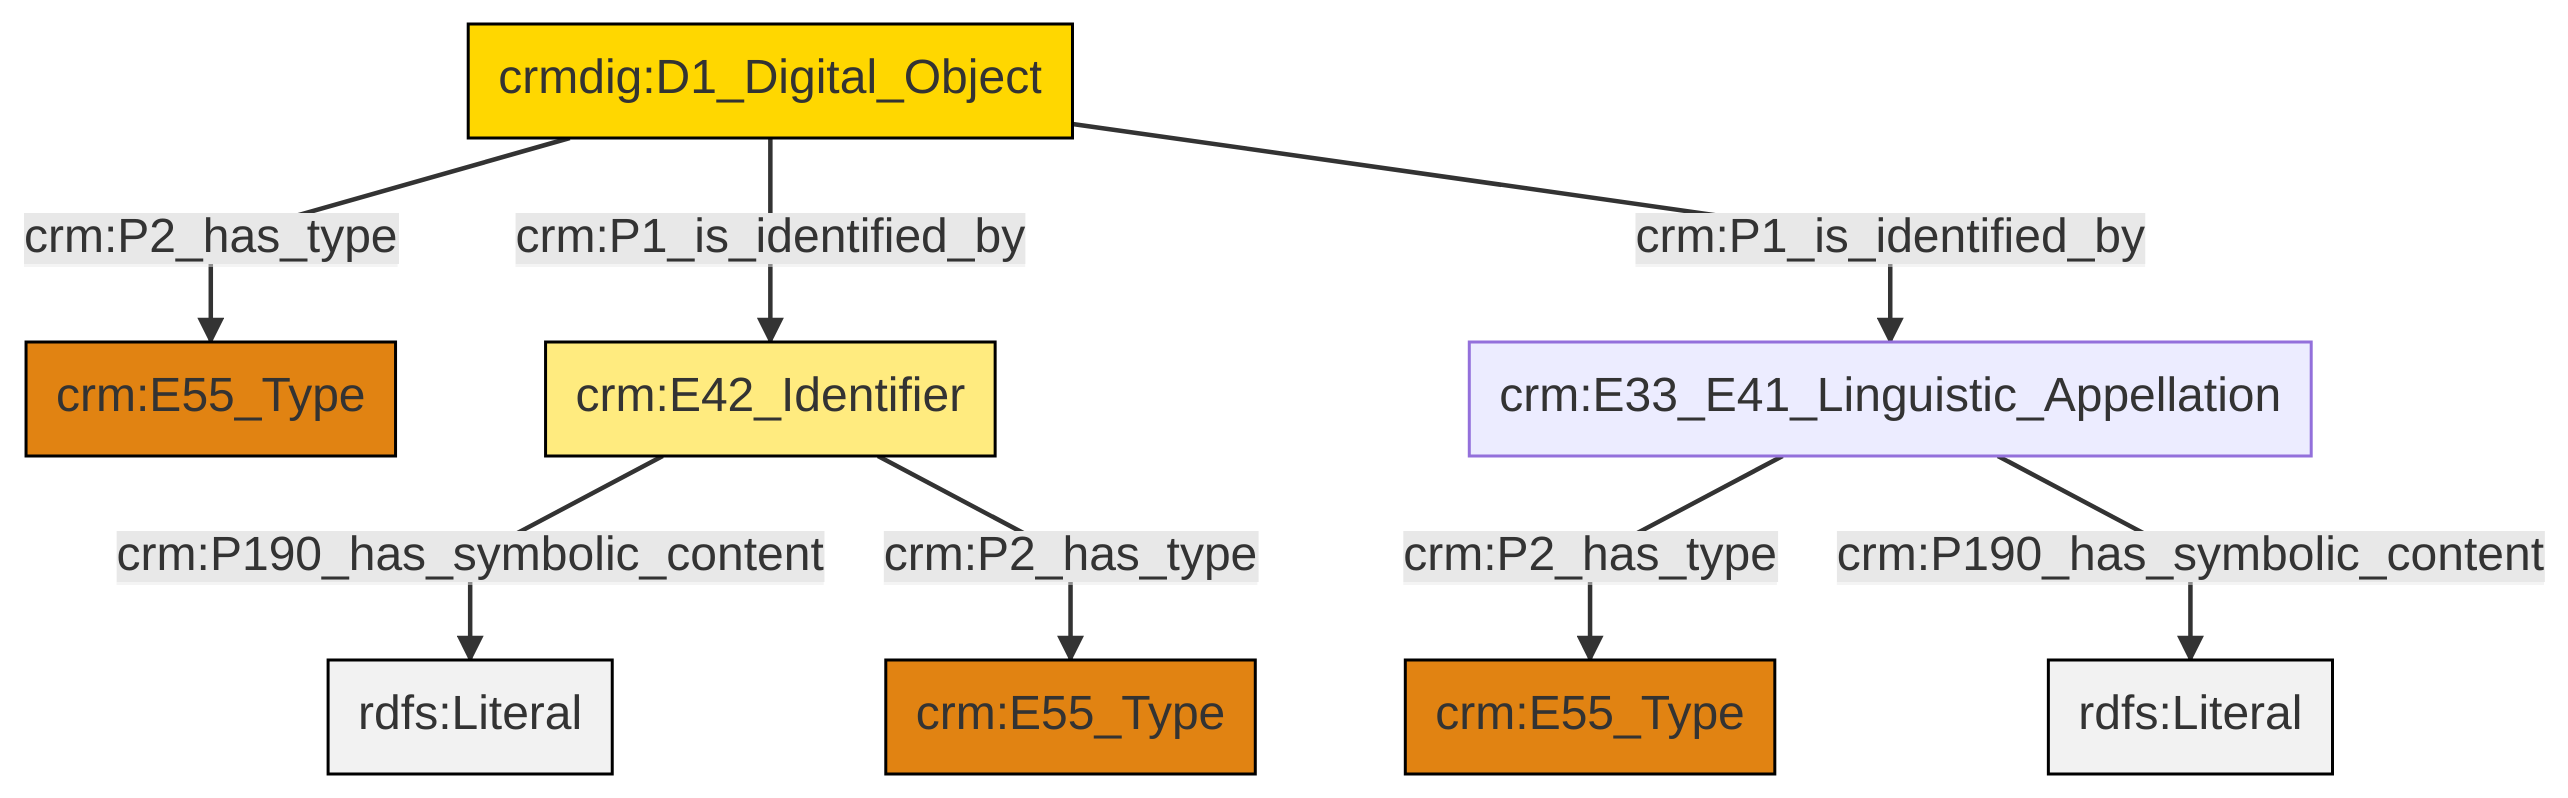 crmdig:D1_Digital_Object
crm:P2_has_type
crm:P1_is_identified_by
crm:P1_is_identified_by
crm:E55_Type
crm:E42_Identifier
crm:E33_E41_Linguistic_Appellation
crm:P190_has_symbolic_content
crm:P2_has_type
crm:P2_has_type
crm:P190_has_symbolic_content
rdfs:Literal
crm:E55_Type
crm:E55_Type
rdfs:Literal